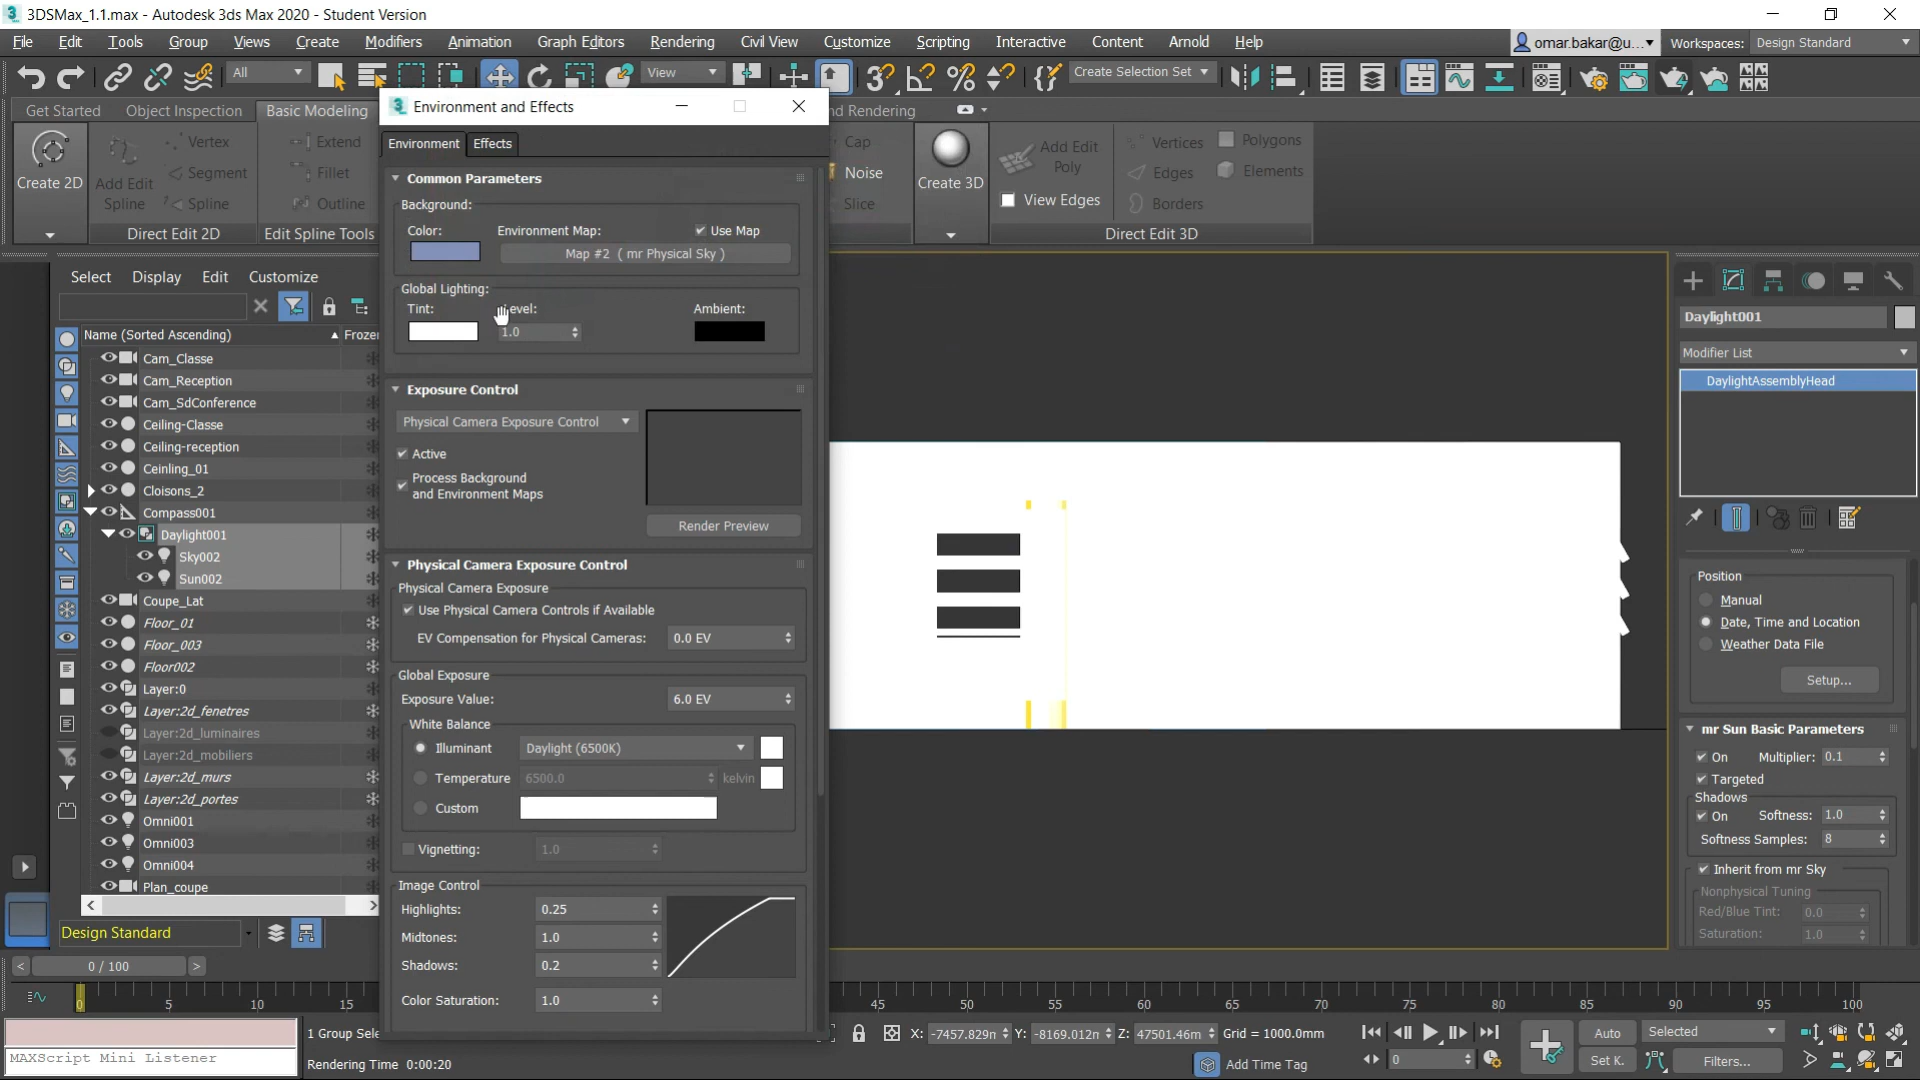 3DSMax_1.1.max - Autodesk 3ds Max 2020 - Student Version
File Edit Tools Group Views Create Modifiers Animation Graph Editors Rendering Civil View Customize Scripting Interactive Content Arnold Help
omar.bakar@u... Workspaces: Design Standard
All View Create Selection Set
Get Started Object Inspection Basic Modeling nd Rendering
Environment and Effects
Environment Effects
Create 2D Add Edit Spline Vertex Segment Spline Extend Fillet Outline
Cap Noise Slice Create 3D Add Edit Poly View Edges Vertices Edges Borders Polygons Elements
Direct Edit 2D Edit Spline Tools Direct Edit 3D
Select Display Edit Customize
Name (Sorted Ascending) Frozen
Cam_Classe
Cam_Reception
Cam_SdConference
Ceiling-Classe
Ceiling-reception
Ceinling_01
Cloisons_2
Compass001
Daylight001
Sky002
Sun002
Coupe_Lat
Floor_01
Floor_003
Floor002
Layer:0
Layer:2d_fenetres
Layer:2d_luminaires
Layer:2d_mobiliers
Layer:2d_murs
Layer:2d_portes
Omni001
Omni003
Omni004
Plan_coupe
Design Standard
Common Parameters
Background:
Color: Environment Map: Use Map
Map #2 ( mr Physical Sky )
Global Lighting:
Tint: Level: Ambient:
1.0
Exposure Control
Physical Camera Exposure Control
Active
Process Background
and Environment Maps
Render Preview
Physical Camera Exposure Control
Physical Camera Exposure
Use Physical Camera Controls if Available
EV Compensation for Physical Cameras: 0.0 EV
Global Exposure
Exposure Value: 6.0 EV
White Balance
Illuminant Daylight (6500K)
Temperature 6500.0 kelvin
Custom
Vignetting: 1.0
Image Control
Highlights: 0.25
Midtones: 1.0
Shadows: 0.2
Color Saturation: 1.0
Daylight001
Modifier List
DaylightAssemblyHead
Position
Manual
Date, Time and Location
Weather Data File
Setup...
mr Sun Basic Parameters
On Multiplier: 0.1
Targeted
Shadows
On Softness: 1.0
Softness Samples: 8
Inherit from mr Sky
Nonphysical Tuning
Red/Blue Tint: 0.0
Saturation: 1.0
< 0 / 100 >
0 5 10 15 45 50 55 60 65 70 75 80 85 90 95 100
1 Group Sele X: -7457.829n Y: -8169.012n Z: 47501.46m Grid = 1000.0mm Auto Selected
MAXScript Mini Listener Rendering Time 0:00:20 Add Time Tag 0 Set K. Filters...